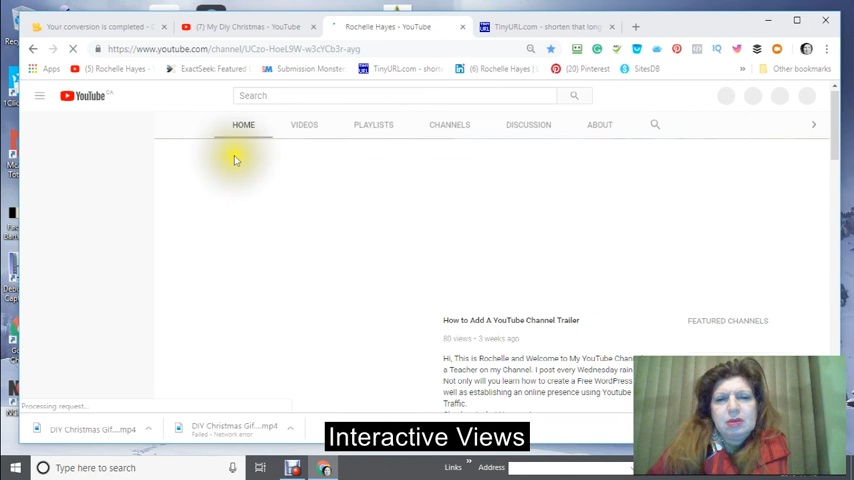 Your conversion is completed - C
(7) My Diy Christmas - YouTube
Rochelle Hayes - YouTube
TinyURL.com - shorten that long
https://www.youtube.com/channel/UCzo-HoeL9W-w3cYCb3r-ayg
Apps
(5) Rochelle Hayes -
ExactSeek: Featured
Submission Monster
TinyURL.com - shor
(6) Rochelle Hayes |
(20) Pinterest
SitesDB
Other bookmarks
YouTube CA
Search
HOME
VIDEOS
PLAYLISTS
CHANNELS
DISCUSSION
ABOUT
How to Add A YouTube Channel Trailer
FEATURED CHANNELS
80 views • 3 weeks ago
Hi, This is Rochelle and Welcome to My YouTube Chan
a Teacher on my Channel. I post every Wednesday rain
Not only will you learn how to create a Free WordPress
well as establishing an online presence using Youtube
Traffic.
Processing request...
DIY Christmas Gif....mp4
DIY Christmas Gif....mp4
Failed - Network error
Interactive Views
Type here to search
Links
Address